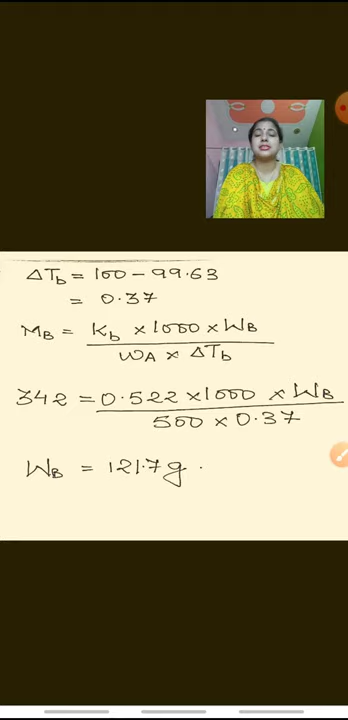 ΔTb = 100 - 99.63
= 0.37
MB = Kb × 1000 × WB / WA × ΔTb
342 = 0.522 × 1000 × WB / 500 × 0.37
WB = 121.7 g.